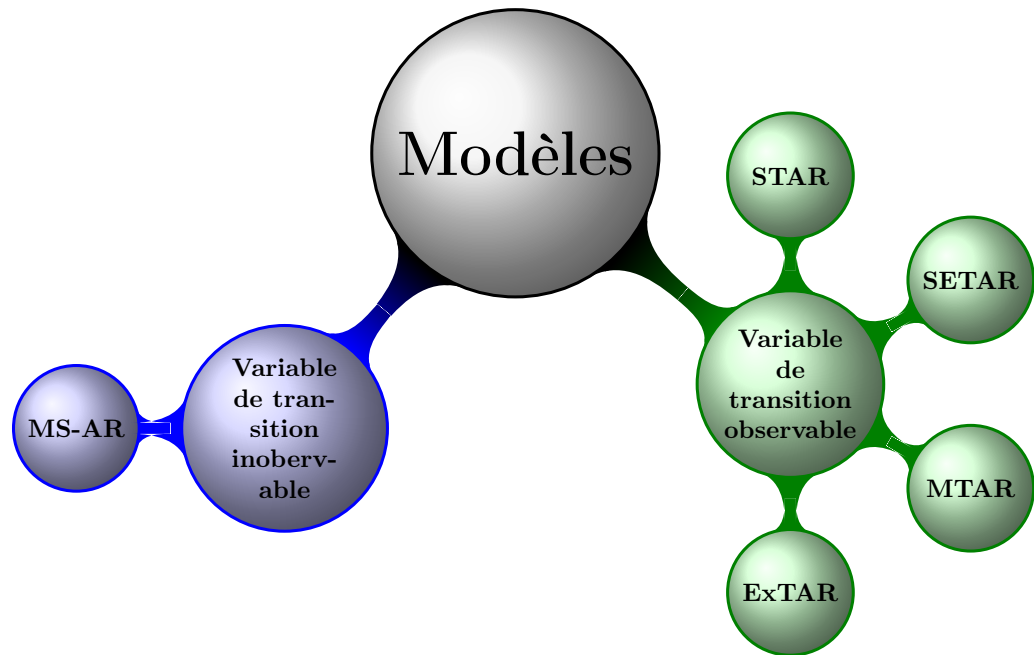 Modèles
STAR
SETAR
Variable
de
transition
observable
MTAR
ExTAR
Variable
de tran-
sition
inoberv-
able
MS-AR